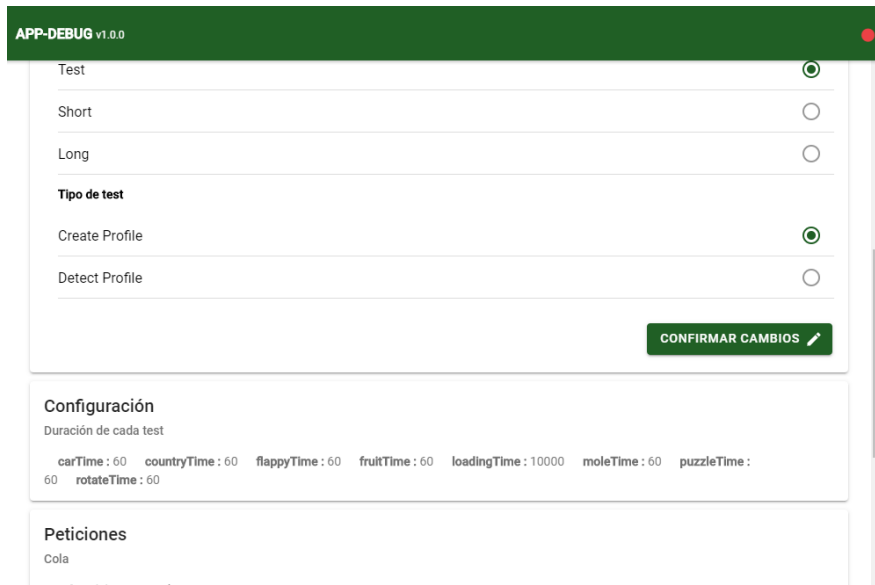 APP-DEBUG v1.0.0
Test
Short
Long
Tipo de test
Create Profile
Detect Profile
CONFIRMAR CAMBIOS
Configuración
Duración de cada test
carTime : 60 countryTime : 60 flappyTime : 60 fruitTime : 60 loadingTime : 10000 moleTime : 60 puzzleTime :
60 rotateTime : 60
Peticiones
Cola